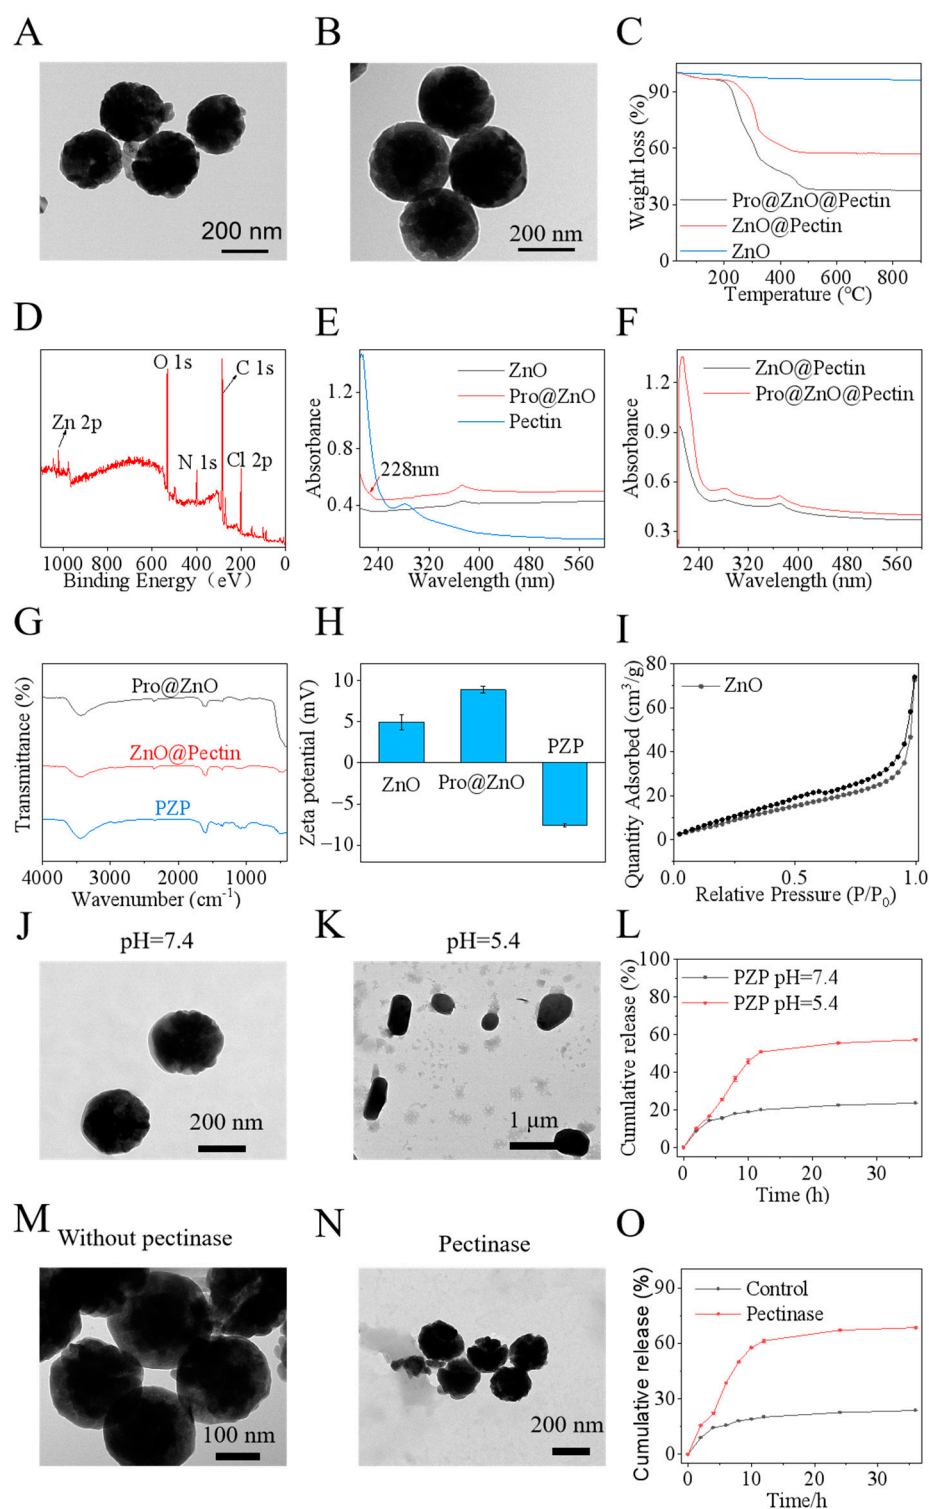 A
200 nm
B
200 nm
C
Weight loss (%)
90
60
30
0
Pro@ZnO@Pectin
ZnO@Pectin
ZnO
0 200 400 600 800
Temperature (℃)
D
O 1s
C 1s
Zn 2p
N 1s
Cl 2p
1000 800 600 400 200 0
Binding Energy (eV)
E
Absorbance
1.2
0.8
0.4
ZnO
Pro@ZnO
Pectin
228nm
240 320 400 480 560
Wavelength (nm)
F
Absorbance
1.2
0.9
0.6
0.3
ZnO@Pectin
Pro@ZnO@Pectin
240 320 400 480 560
Wavelength (nm)
G
Transmittance (%)
Pro@ZnO
ZnO@Pectin
PZP
4000 3000 2000 1000
Wavenumber (cm-1)
H
Zeta potential (mV)
10
5
0
−5
−10
ZnO
Pro@ZnO
PZP
I
Quantity Adsorbed (cm3/g)
80
60
40
20
0
ZnO
0.0 0.5 1.0
Relative Pressure (P/P0)
J
pH=7.4
200 nm
K
pH=5.4
1 μm
L
Cumulative release (%)
100
80
60
40
20
0
PZP pH=7.4
PZP pH=5.4
0 10 20 30
Time (h)
M
Without pectinase
100 nm
N
Pectinase
200 nm
O
Cumulative release (%)
90
60
30
0
Control
Pectinase
0 10 20 30
Time/h